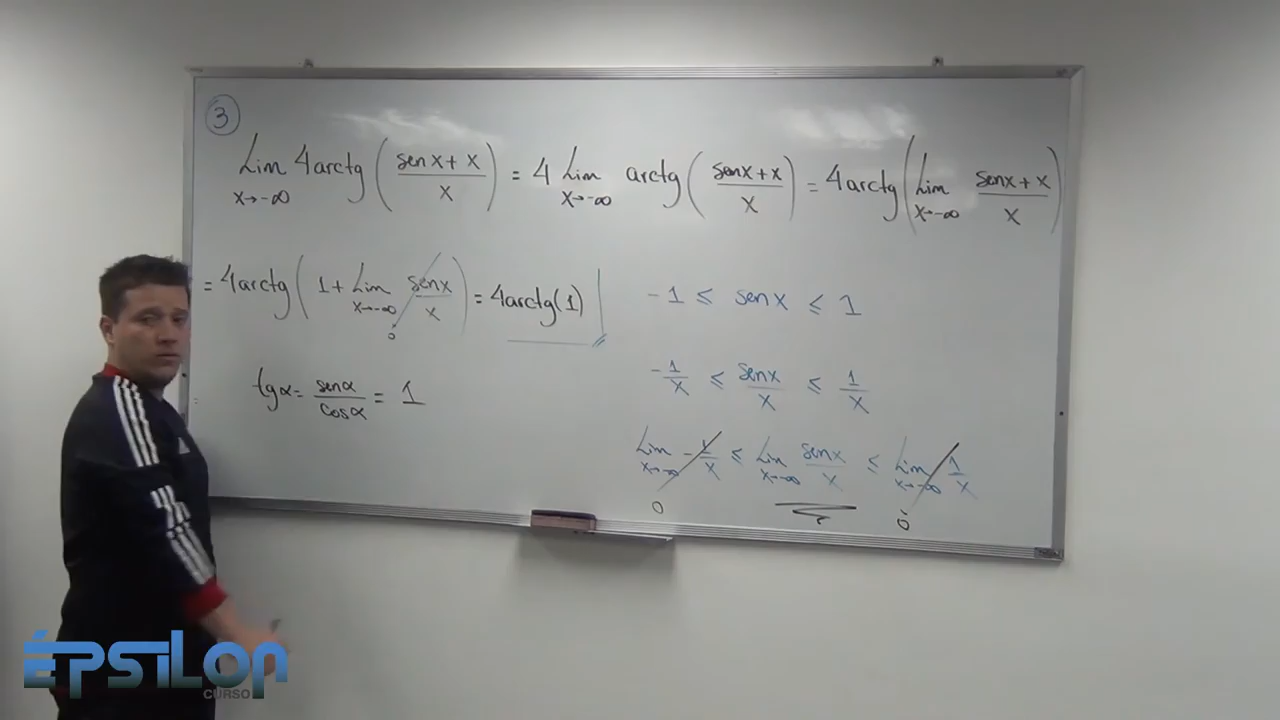 3
Lim x→-∞ 4arctg (senx + x / x) = 4 Lim x→-∞ arctg (senx + x / x) = 4arctg (Lim x→-∞ senx + x / x)
= 4arctg (1 + Lim x→-∞ senx / x) = 4arctg(1)
0
-1 ≤ senx ≤ 1
tgα = senα / cosα = 1
-1/x ≤ senx/x ≤ 1/x
Lim x→-∞ -1/x ≤ Lim x→-∞ senx/x ≤ Lim x→-∞ 1/x
0 0
ÉPSILON
CURSO